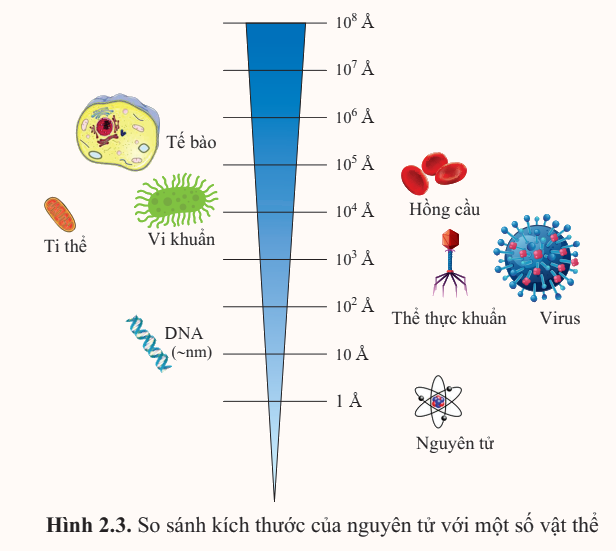 10⁸ Å
10⁷ Å
10⁶ Å
Tế bào
10⁵ Å
Hồng cầu
10⁴ Å
Ti thể
Vi khuẩn
10³ Å
10² Å
Thể thực khuẩn
Virus
DNA
(~nm)
10 Å
1 Å
Nguyên tử
Hình 2.3. So sánh kích thước của nguyên tử với một số vật thể